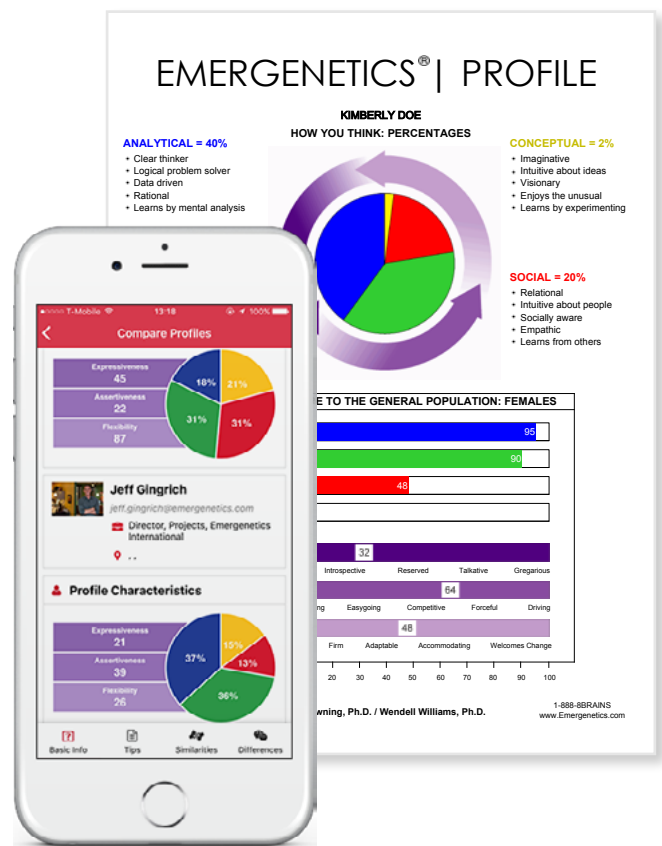 EMERGENETICS® | PROFILE
KIMBERLY DOE
HOW YOU THINK: PERCENTAGES
ANALYTICAL = 40%
+ Clear thinker
+ Logical problem solver
+ Data driven
+ Rational
+ Learns by mental analysis
CONCEPTUAL = 2%
+ Imaginative
+ Intuitive about ideas
+ Visionary
+ Enjoys the unusual
+ Learns by experimenting
SOCIAL = 20%
+ Relational
+ Intuitive about people
+ Socially aware
+ Empathic
+ Learns from others
E TO THE GENERAL POPULATION: FEMALES
95
90
48
32
Introspective Reserved Talkative Gregarious
64
ng Easygoing Competitive Forceful Driving
48
Firm Adaptable Accommodating Welcomes Change
20 30 40 50 60 70 80 90 100
wning, Ph.D. / Wendell Williams, Ph.D.
1-888-8BRAINS
www.Emergenetics.com
T-Mobile 13:18 100%
Compare Profiles
Expressiveness
45
Assertiveness
22
Flexibility
87
18% 21%
31% 31%
Jeff Gingrich
jeff.gingrich@emergenetics.com
Director, Projects, Emergenetics
International
, ,
Profile Characteristics
Expressiveness
21
Assertiveness
39
Flexibility
26
37% 15%
13%
36%
Basic Info Tips Similarities Differences